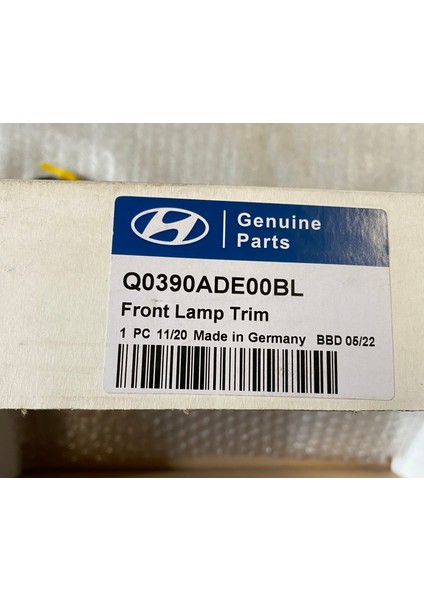 Genuine
Parts
Q0390ADE00BL
Front Lamp Trim
1 PC 11/20 Made in Germany BBD 05/22